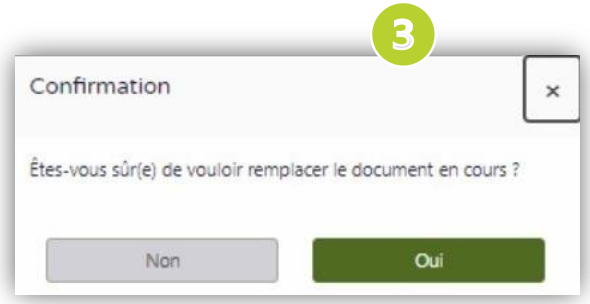 3
Confirmation ×
Êtes-vous sûr(e) de vouloir remplacer le document en cours ?
Non Oui